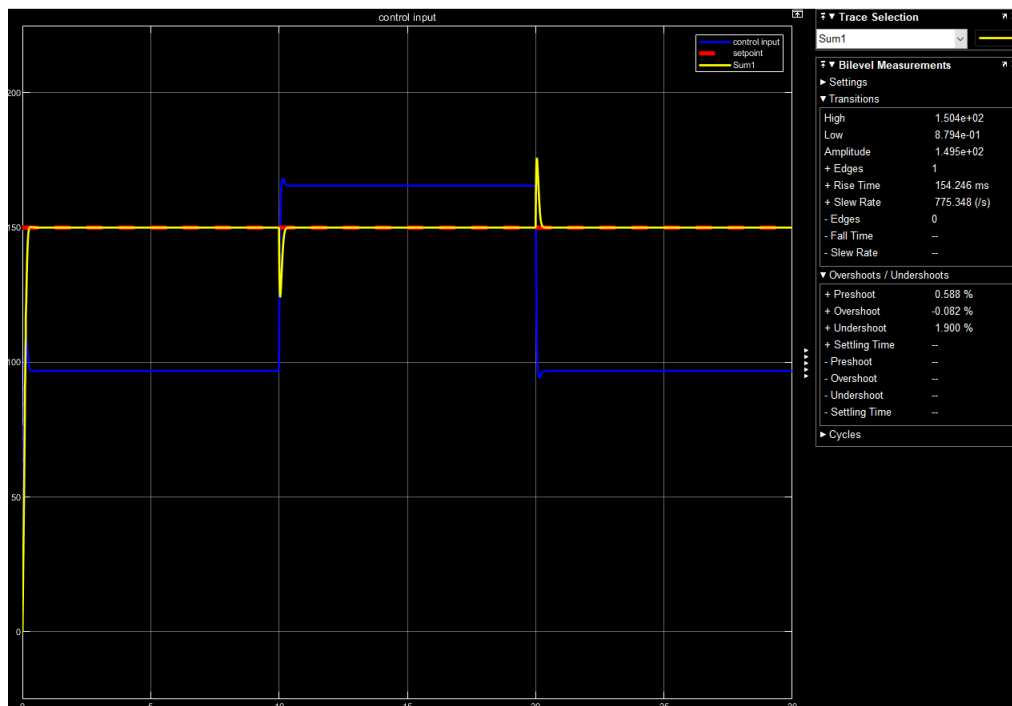 control input
control input
setpoint
Sum1
200
150
100
50
0
0
5
10
15
20
25
30
Trace Selection
Sum1
Bilevel Measurements
Settings
Transitions
High 1.504e+02
Low 8.794e-01
Amplitude 1.495e+02
+ Edges 1
+ Rise Time 154.246 ms
+ Slew Rate 775.348 (/s)
- Edges 0
- Fall Time --
- Slew Rate --
Overshoots / Undershoots
+ Preshoot 0.588 %
+ Overshoot -0.082 %
+ Undershoot 1.900 %
+ Settling Time --
- Preshoot --
- Overshoot --
- Undershoot --
- Settling Time --
Cycles